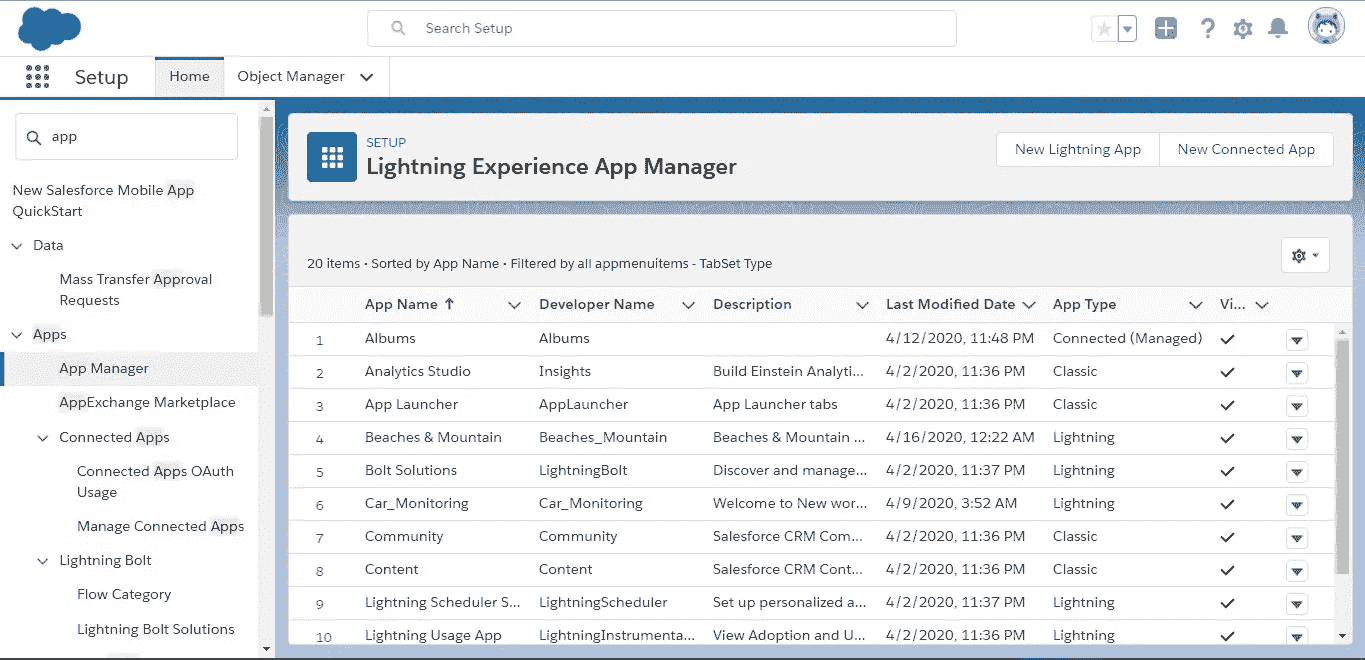 Search Setup
Setup
Home
Object Manager
app
New Salesforce Mobile App
QuickStart
Data
Mass Transfer Approval
Requests
Apps
App Manager
AppExchange Marketplace
Connected Apps
Connected Apps OAuth
Usage
Manage Connected Apps
Lightning Bolt
Flow Category
Lightning Bolt Solutions
SETUP
Lightning Experience App Manager
New Lightning App
New Connected App
20 items • Sorted by App Name • Filtered by all appmenuitems - TabSet Type
App Name ↑ Developer Name Description Last Modified Date App Type Vi...
1 Albums Albums 4/12/2020, 11:48 PM Connected (Managed)
2 Analytics Studio Insights Build Einstein Analyti... 4/2/2020, 11:36 PM Classic
3 App Launcher AppLauncher App Launcher tabs 4/2/2020, 11:36 PM Classic
4 Beaches & Mountain Beaches_Mountain Beaches & Mountain ... 4/16/2020, 12:22 AM Lightning
5 Bolt Solutions LightningBolt Discover and manage... 4/2/2020, 11:37 PM Lightning
6 Car_Monitoring Car_Monitoring Welcome to New wor... 4/9/2020, 3:52 AM Lightning
7 Community Community Salesforce CRM Com... 4/2/2020, 11:36 PM Classic
8 Content Content Salesforce CRM Cont... 4/2/2020, 11:36 PM Classic
9 Lightning Scheduler S... LightningScheduler Set up personalized a... 4/2/2020, 11:37 PM Lightning
10 Lightning Usage App LightningInstrumenta... View Adoption and U... 4/2/2020, 11:36 PM Lightning